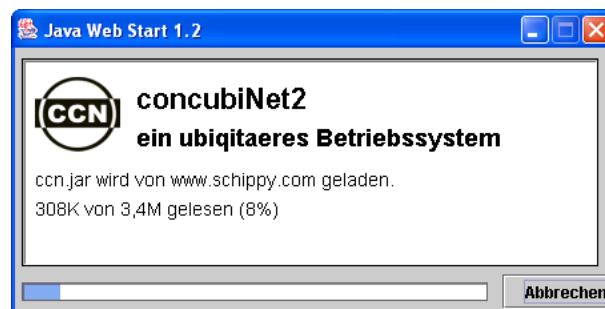 Java Web Start 1.2
CCN
concubiNet2
ein ubiqitaeres Betriebssystem
ccn.jar wird von www.schippy.com geladen.
308K von 3,4M gelesen (8%)
Abbrechen